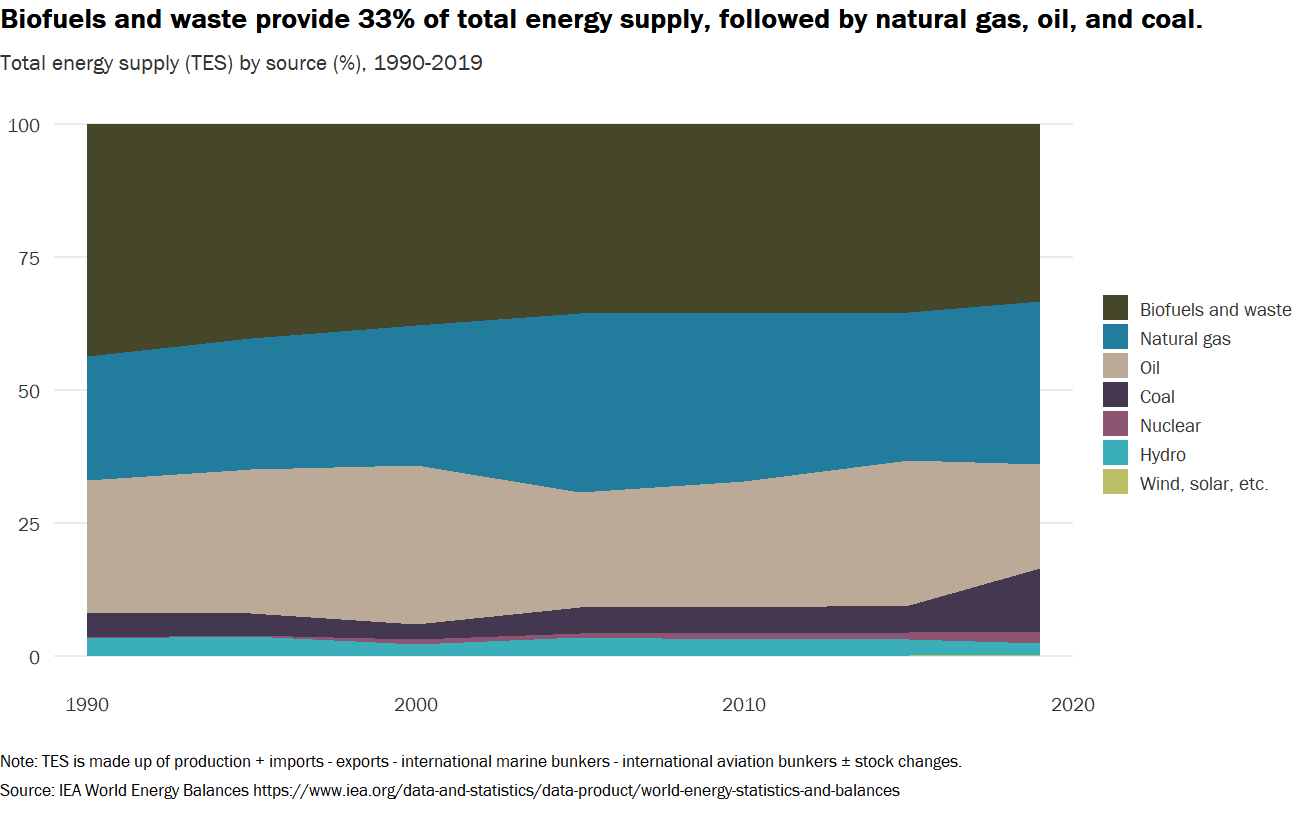 Biofuels and waste provide 33% of total energy supply, followed by natural gas, oil, and coal.
Total energy supply (TES) by source (%), 1990-2019
100
75
50
25
0
1990
2000
2010
2020
Biofuels and waste
Natural gas
Oil
Coal
Nuclear
Hydro
Wind, solar, etc.
Note: TES is made up of production + imports - exports - international marine bunkers - international aviation bunkers ± stock changes.
Source: IEA World Energy Balances https://www.iea.org/data-and-statistics/data-product/world-energy-statistics-and-balances